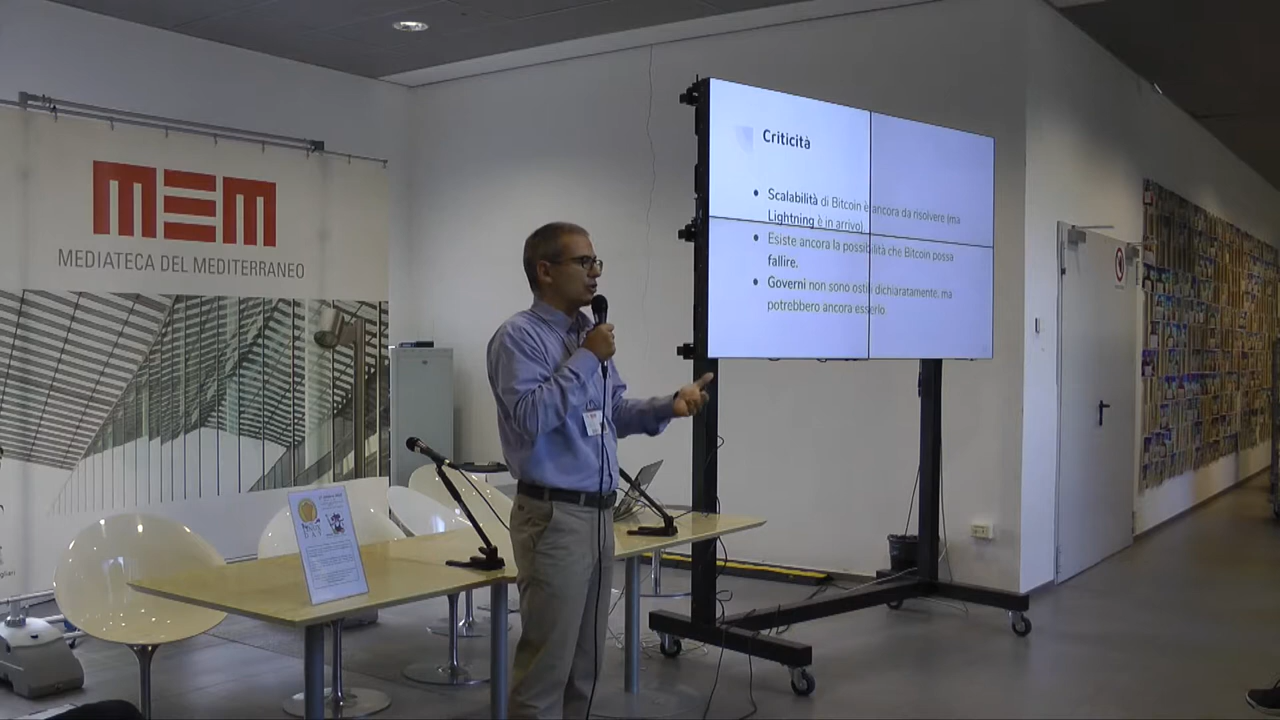 MEM
MEDIATECA DEL MEDITERRANEO
Criticità
• Scalabilità di Bitcoin è ancora da risolvere (ma
Lightning è in arrivo).
• Esiste ancora la possibilità che Bitcoin possa
fallire.
• Governi non sono ostili dichiaratamente, ma
potrebbero ancora esserlo